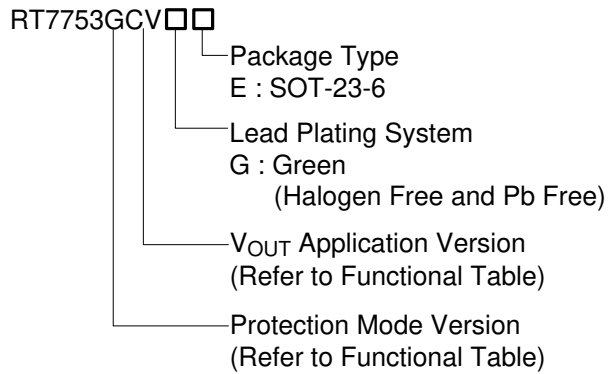 RT7753GCV□□
Package Type
E : SOT-23-6
Lead Plating System
G : Green
(Halogen Free and Pb Free)
VOUT Application Version
(Refer to Functional Table)
Protection Mode Version
(Refer to Functional Table)